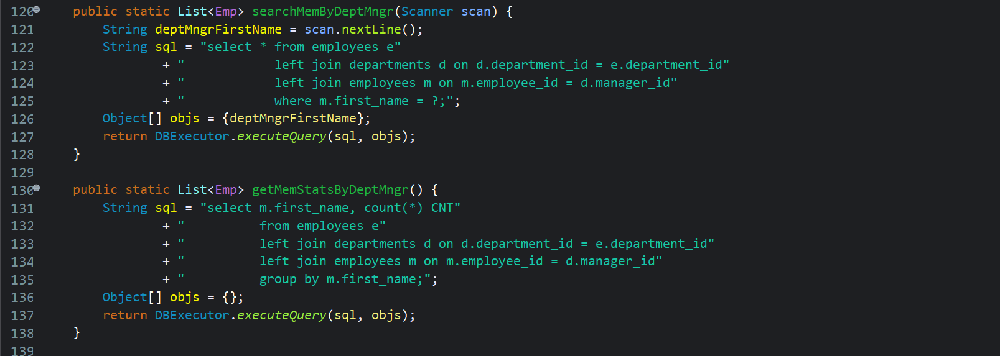 120 public static List<Emp> searchMemByDeptMngr(Scanner scan) {
121 String deptMngrFirstName = scan.nextLine();
122 String sql = "select * from employees e"
123 + "            left join departments d on d.department_id = e.department_id"
124 + "            left join employees m on m.employee_id = d.manager_id"
125 + "            where m.first_name = ?;";
126 Object[] objs = {deptMngrFirstName};
127 return DBExecutor.executeQuery(sql, objs);
128 }
129
130 public static List<Emp> getMemStatsByDeptMngr() {
131 String sql = "select m.first_name, count(*) CNT"
132 + "          from employees e"
133 + "          left join departments d on d.department_id = e.department_id"
134 + "          left join employees m on m.employee_id = d.manager_id"
135 + "          group by m.first_name;";
136 Object[] objs = {};
137 return DBExecutor.executeQuery(sql, objs);
138 }
139